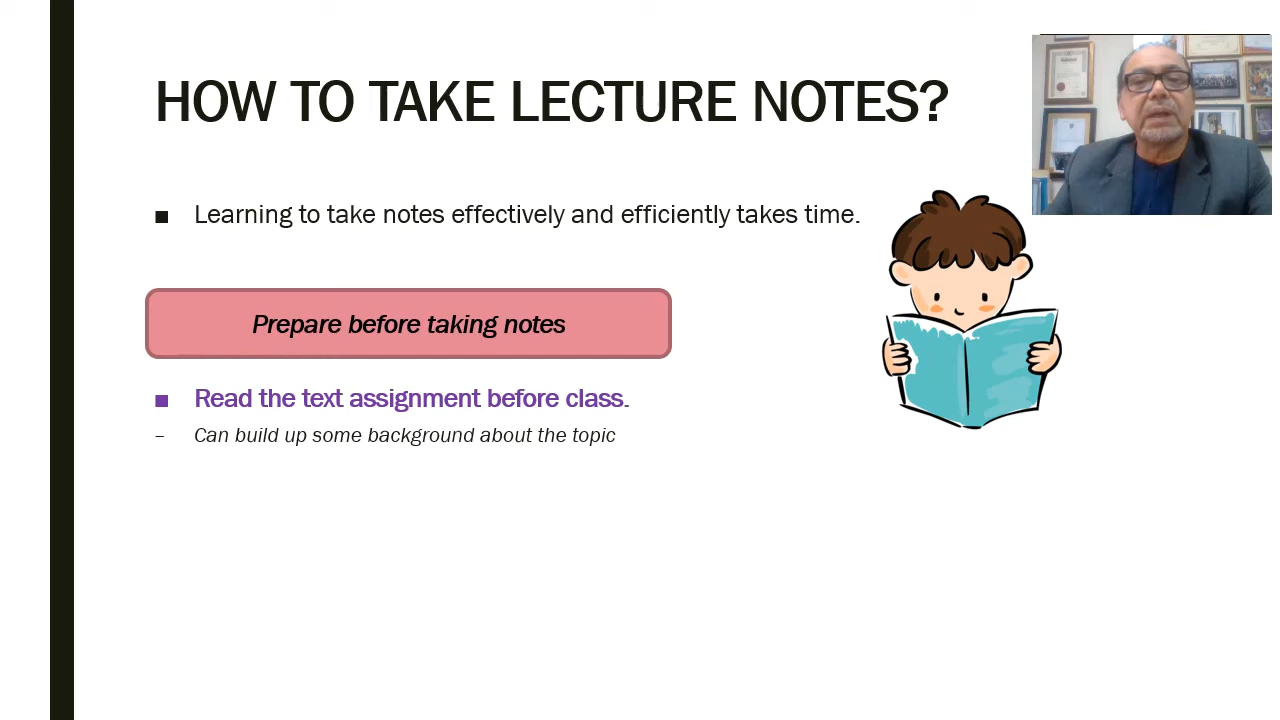 HOW TO TAKE LECTURE NOTES?
■ Learning to take notes effectively and efficiently takes time.
Prepare before taking notes
■ Read the text assignment before class.
– Can build up some background about the topic